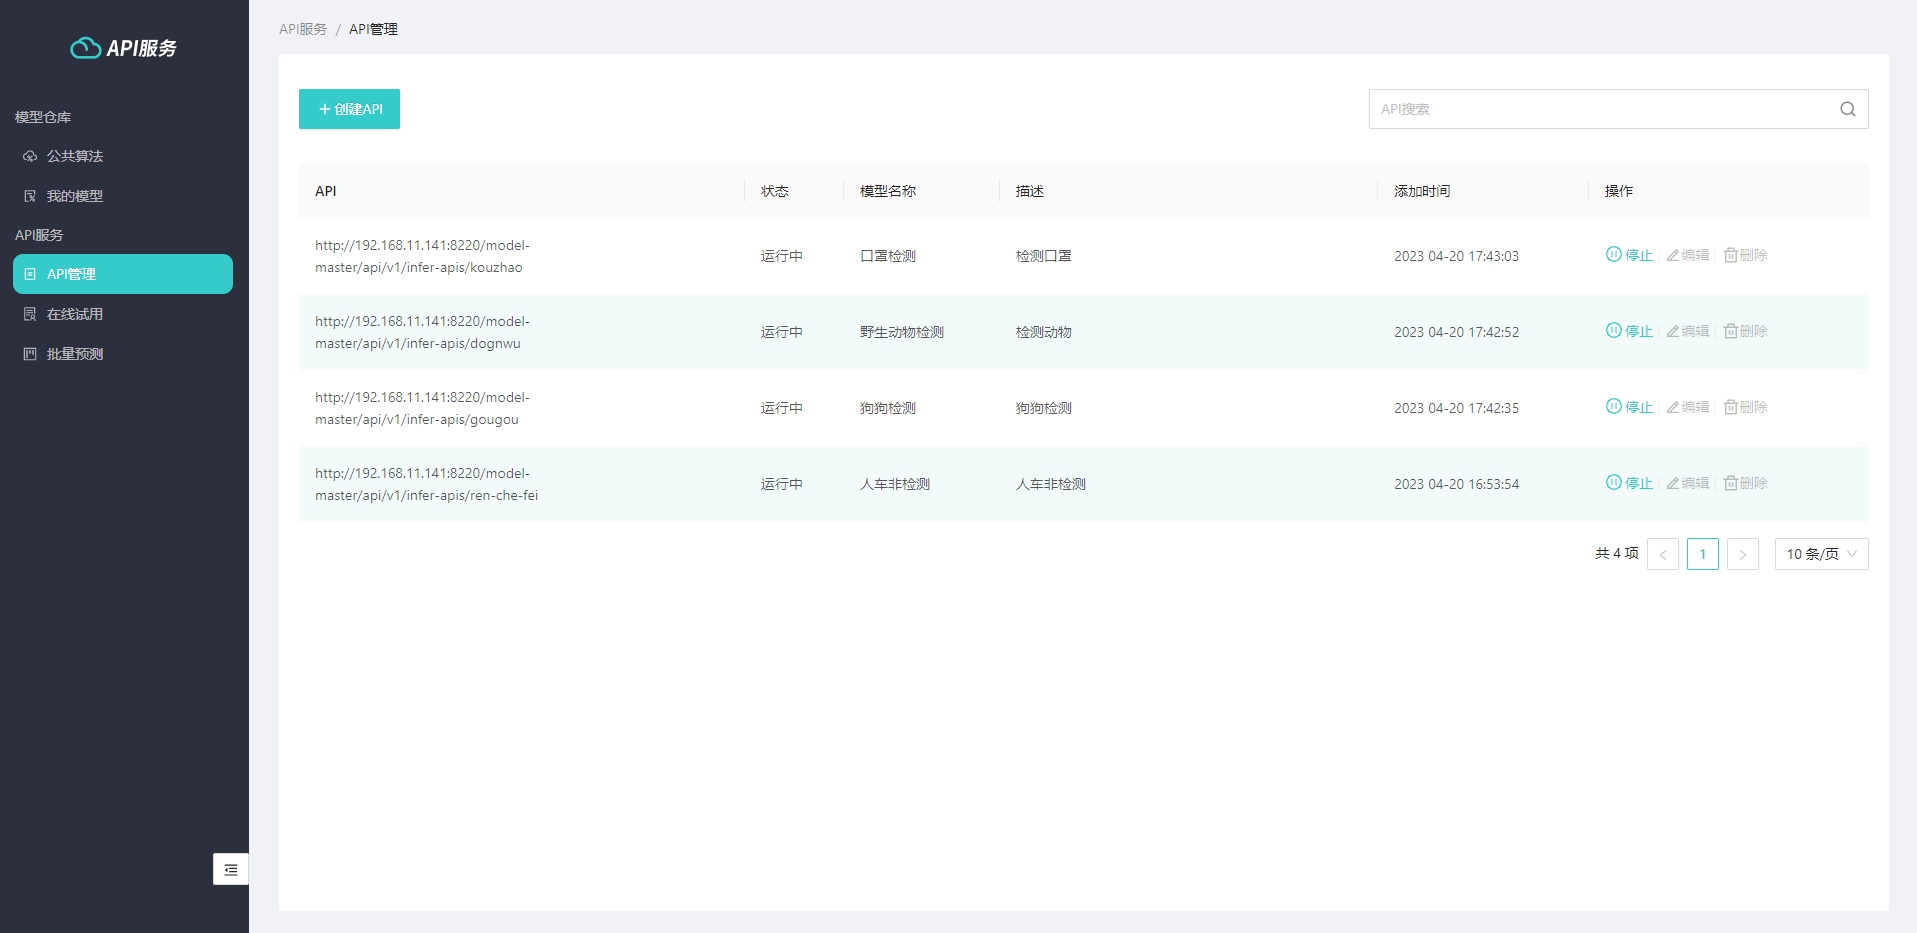 API服务
模型仓库
公共算法
我的模型
API服务
API管理
在线试用
批量预测
API服务 / API管理
+ 创建API
API搜索
API 状态 模型名称 描述 添加时间 操作
http://192.168.11.141:8220/model-
master/api/v1/infer-apis/kouzhao
运行中 口罩检测 检测口罩 2023 04-20 17:43:03 停止 编辑 删除
http://192.168.11.141:8220/model-
master/api/v1/infer-apis/dognwu
运行中 野生动物检测 检测动物 2023 04-20 17:42:52 停止 编辑 删除
http://192.168.11.141:8220/model-
master/api/v1/infer-apis/gougou
运行中 狗狗检测 狗狗检测 2023 04-20 17:42:35 停止 编辑 删除
http://192.168.11.141:8220/model-
master/api/v1/infer-apis/ren-che-fei
运行中 人车非检测 人车非检测 2023 04-20 16:53:54 停止 编辑 删除
共 4 项 < 1 > 10 条/页